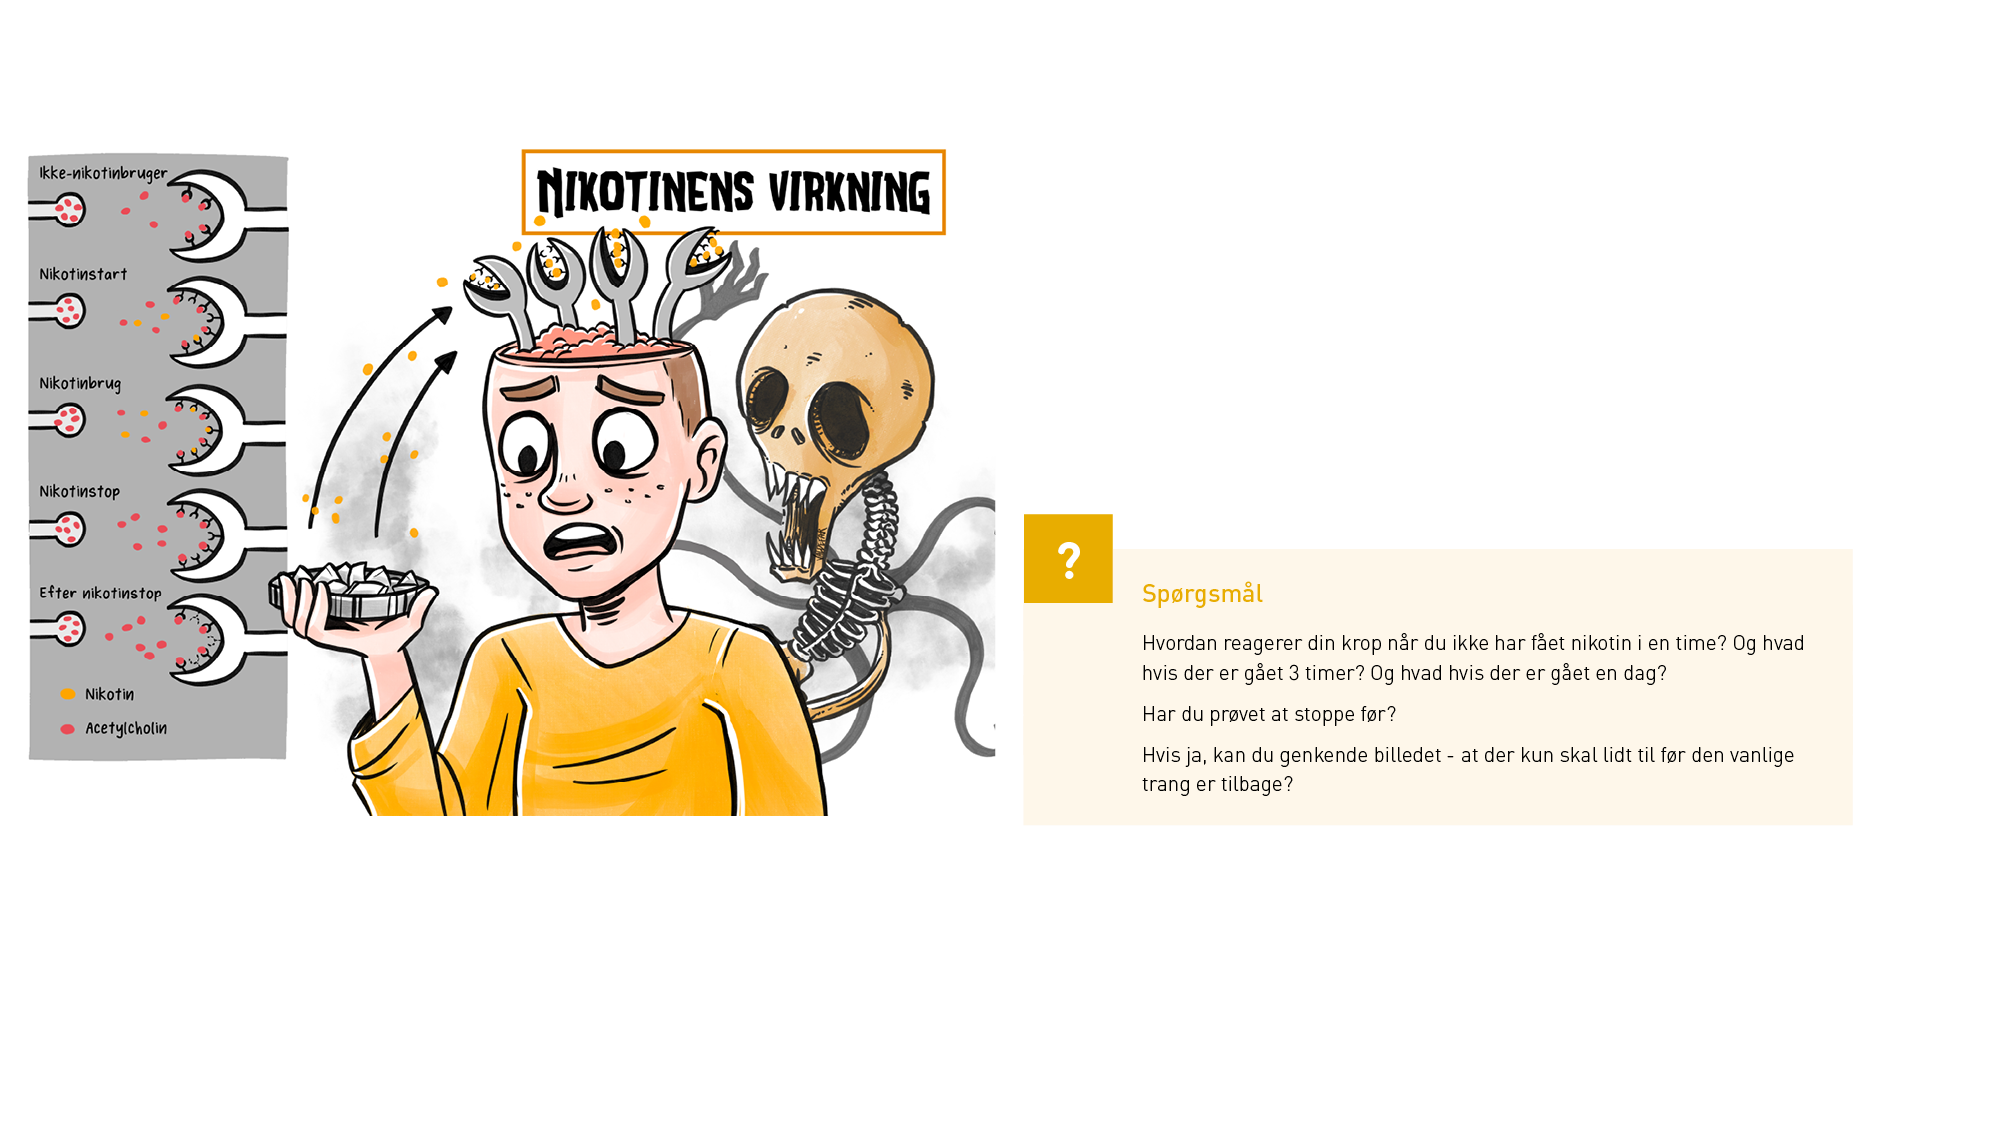 Ikke-nikotinbruger
Nikotinstart
Nikotinbrug
Nikotinstop
Efter nikotinstop
Nikotin
Acetylcholin
NIKOTINENS VIRKNING
?
Spørgsmål
Hvordan reagerer din krop når du ikke har fået nikotin i en time? Og hvad
hvis der er gået 3 timer? Og hvad hvis der er gået en dag?
Har du prøvet at stoppe før?
Hvis ja, kan du genkende billedet - at der kun skal lidt til før den vanlige
trang er tilbage?